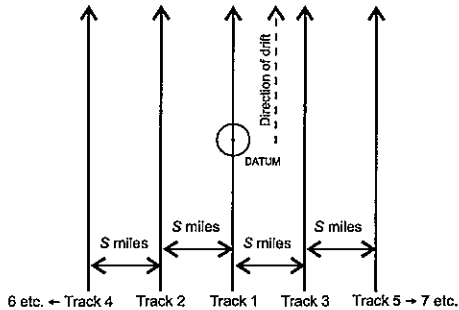 Direction of drift
DATUM
S miles S miles
S miles S miles
6 etc. ← Track 4 Track 2 Track 1 Track 3 Track 5 → 7 etc.